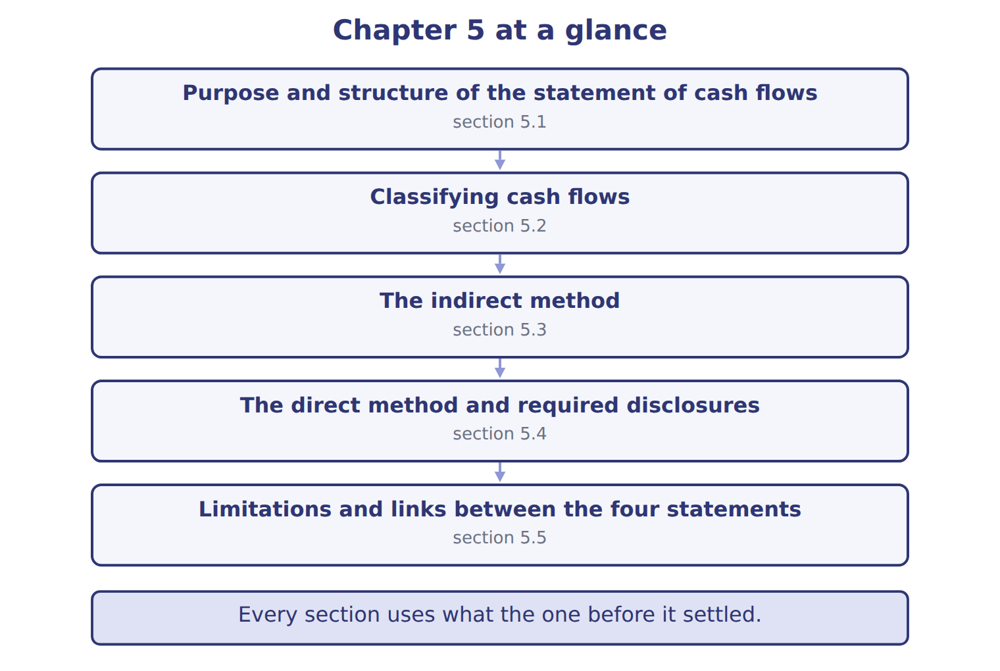 Chapter 5 at a glance
Purpose and structure of the statement of cash flows
section 5.1
Classifying cash flows
section 5.2
The indirect method
section 5.3
The direct method and required disclosures
section 5.4
Limitations and links between the four statements
section 5.5
Every section uses what the one before it settled.